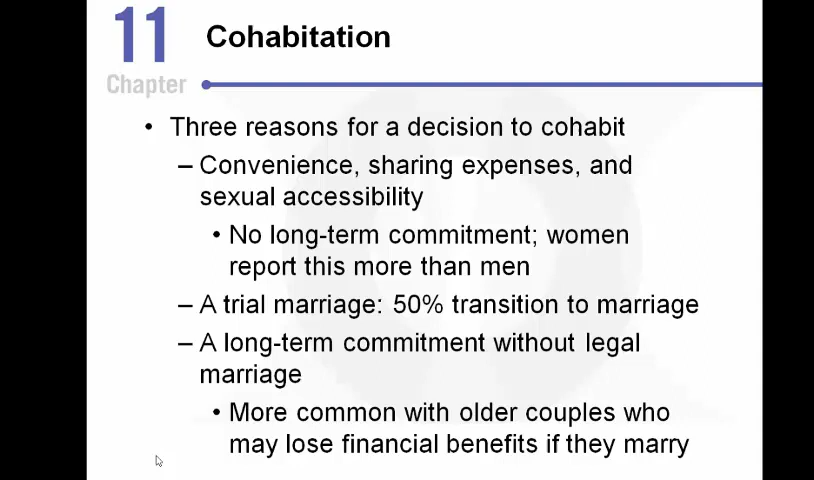 11
Chapter
Cohabitation
• Three reasons for a decision to cohabit
– Convenience, sharing expenses, and
sexual accessibility
• No long-term commitment; women
report this more than men
– A trial marriage: 50% transition to marriage
– A long-term commitment without legal
marriage
• More common with older couples who
may lose financial benefits if they marry